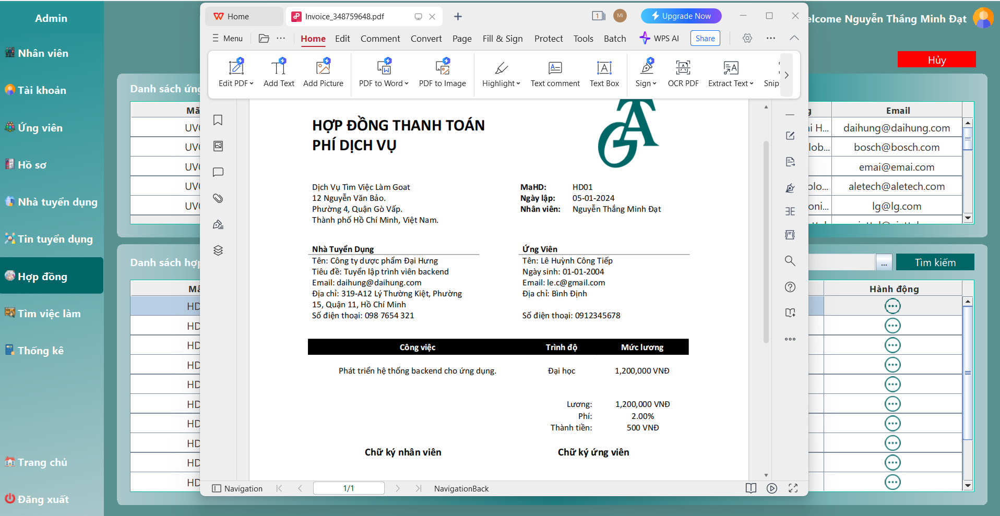 Admin
Nhân viên
Tài khoản
Ứng viên
Hồ sơ
Nhà tuyển dụng
Tin tuyển dụng
Hợp đồng
Tìm việc làm
Thống kê
Trang chủ
Đăng xuất
elcome Nguyễn Thắng Minh Đạt
Hủy
Danh sách ứng
Mã
UV0
UV0
UV0
UV0
UV0
Email
ni H... daihung@daihung.com
lob... bosch@bosch.com
emai@emai.com
olo... aletech@aletech.com
oni... lg@lg.com
Danh sách hợp
... Tìm kiếm
Mã
HD
HD
HD
HD
HD
HD
HD
HD
HD
HD
Hành động
Home
Invoice_348759648.pdf
1
Mi
Upgrade Now
Menu
Home Edit Comment Convert Page Fill & Sign Protect Tools Batch WPS AI Share
Edit PDF Add Text Add Picture PDF to Word PDF to Image Highlight Text comment Text Box Sign OCR PDF Extract Text Snip
HỢP ĐỒNG THANH TOÁN
PHÍ DỊCH VỤ
GAT
Dịch Vụ Tìm Việc Làm Goat
12 Nguyễn Văn Bảo.
Phường 4, Quận Gò Vấp.
Thành phố Hồ Chí Minh, Việt Nam.
MaHD: HD01
Ngày lập: 05-01-2024
Nhân viên: Nguyễn Thắng Minh Đạt
Nhà Tuyển Dụng
Tên: Công ty dược phẩm Đại Hưng
Tiêu đề: Tuyển lập trình viên backend
Email: daihung@daihung.com
Địa chỉ: 319-A12 Lý Thường Kiệt, Phường
15, Quận 11, Hồ Chí Minh
Số điện thoại: 098 7654 321
Ứng Viên
Tên: Lê Huỳnh Công Tiếp
Ngày sinh: 01-01-2004
Email: le.c@gmail.com
Địa chỉ: Bình Định
Số điện thoại: 0912345678
Công việc Trình độ Mức lương
Phát triển hệ thống backend cho ứng dụng. Đại học 1,200,000 VNĐ
Lương: 1,200,000 VNĐ
Phí: 2.00%
Thành tiền: 500 VNĐ
Chữ ký nhân viên Chữ ký ứng viên
Navigation 1/1 NavigationBack